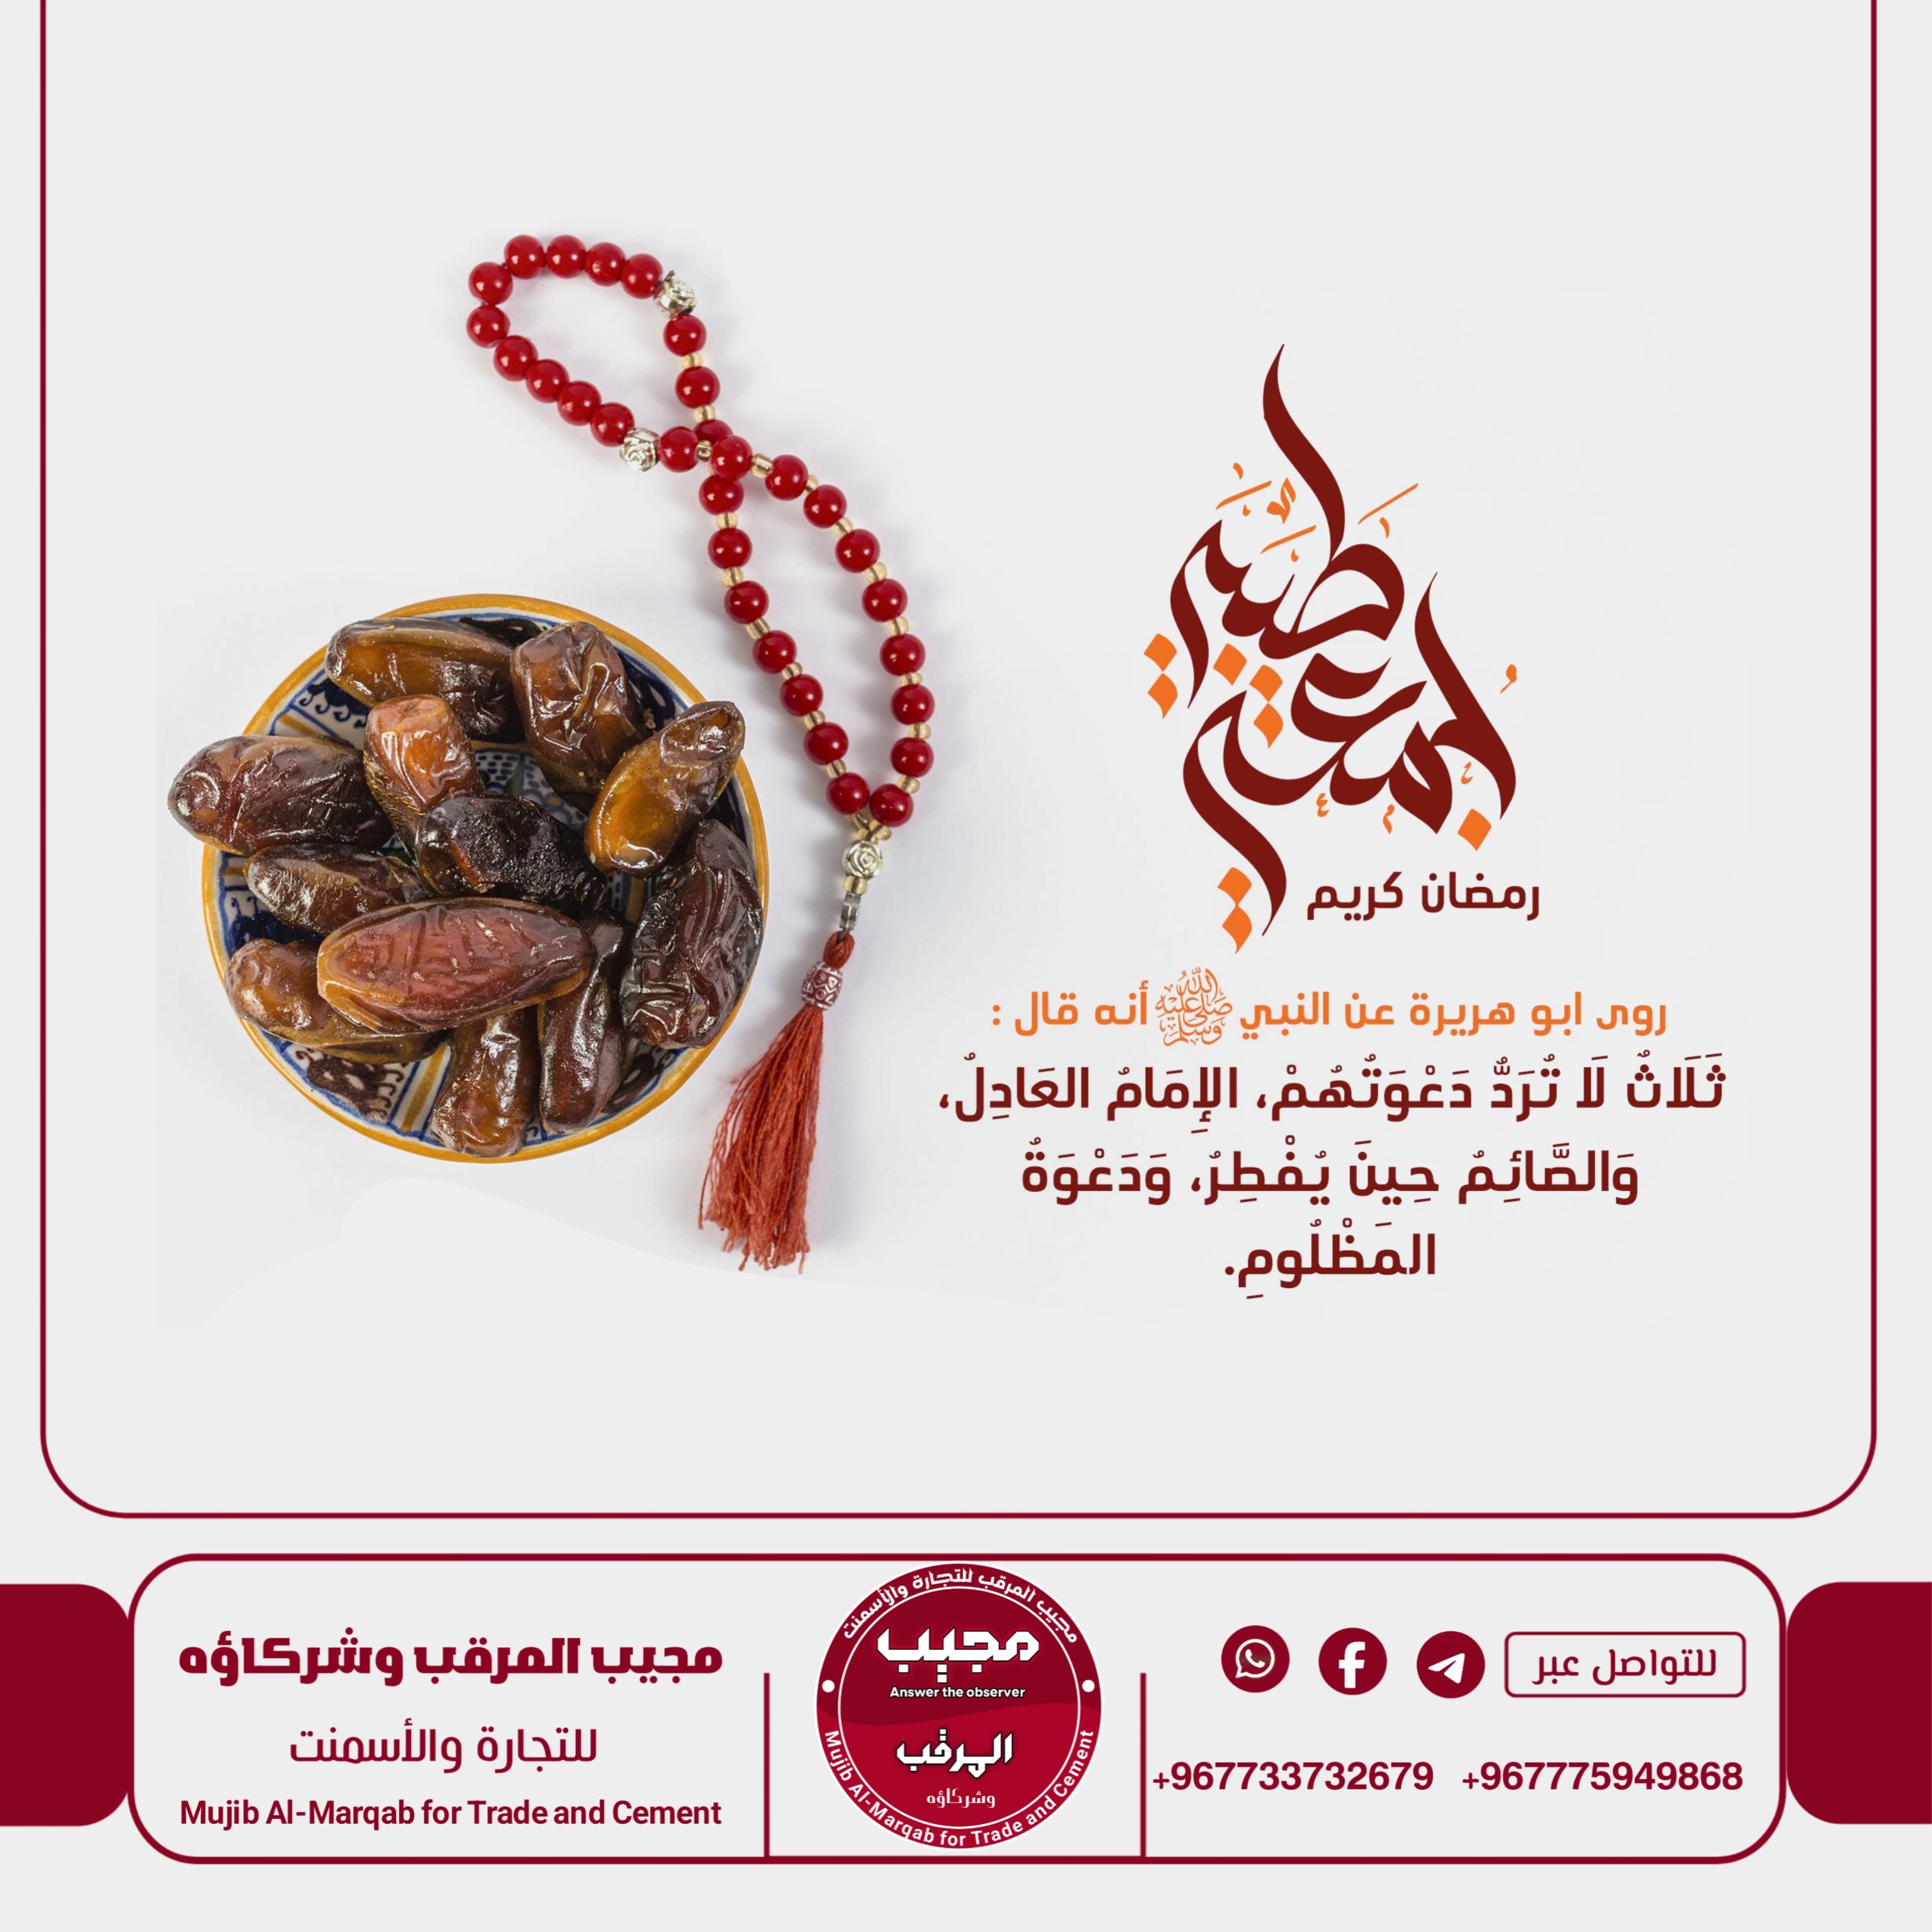 جمعة طيبة
رمضان كريم
روى ابو هريرة عن النبي ﷺ أنه قال :
ثَلَاثٌ لَا تُرَدُّ دَعْوَتُهُمْ، الإِمَامُ العَادِلُ،
وَالصَّائِمُ حِينَ يُفْطِرُ، وَدَعْوَةُ
المَظْلُومِ.
للتواصل عبر
+967733732679 +967775949868
مجيب المرقب للتجارة والأسمنت
مجيب
Answer the observer
المرقب
وشركاؤه
Mujib Al-Marqab for Trade and Cement
مجيب المرقب وشركاؤه
للتجارة والأسمنت
Mujib Al-Marqab for Trade and Cement